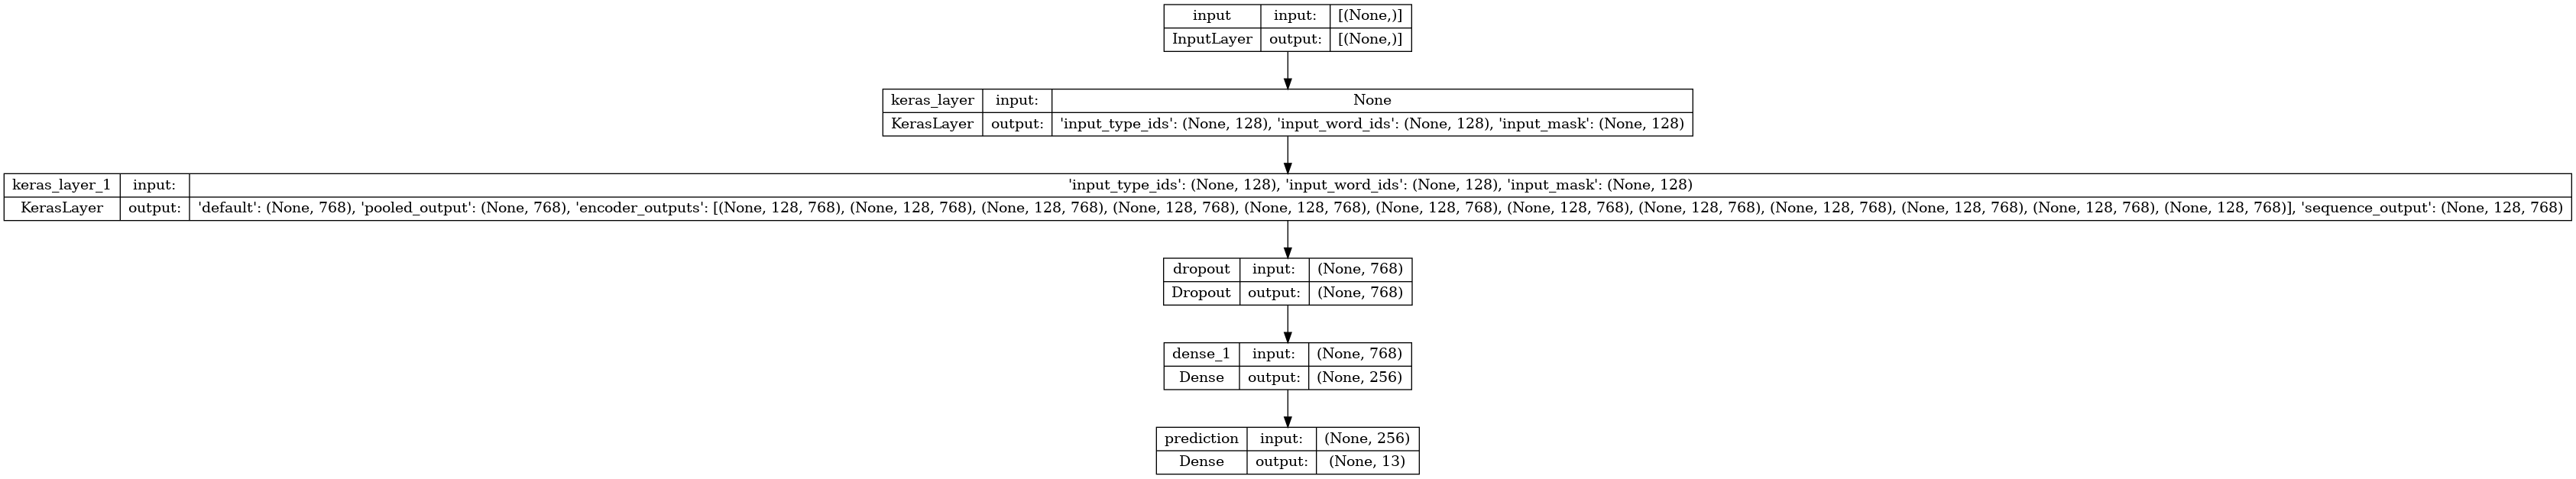 input input: [(None,)]
InputLayer output: [(None,)]
keras_layer input: None
KerasLayer output: 'input_type_ids': (None, 128), 'input_word_ids': (None, 128), 'input_mask': (None, 128)
keras_layer_1 input: 'input_type_ids': (None, 128), 'input_word_ids': (None, 128), 'input_mask': (None, 128)
KerasLayer output: 'default': (None, 768), 'pooled_output': (None, 768), 'encoder_outputs': [(None, 128, 768), (None, 128, 768), (None, 128, 768), (None, 128, 768), (None, 128, 768), (None, 128, 768), (None, 128, 768), (None, 128, 768), (None, 128, 768), (None, 128, 768), (None, 128, 768), (None, 128, 768)], 'sequence_output': (None, 128, 768)
dropout input: (None, 768)
Dropout output: (None, 768)
dense_1 input: (None, 768)
Dense output: (None, 256)
prediction input: (None, 256)
Dense output: (None, 13)